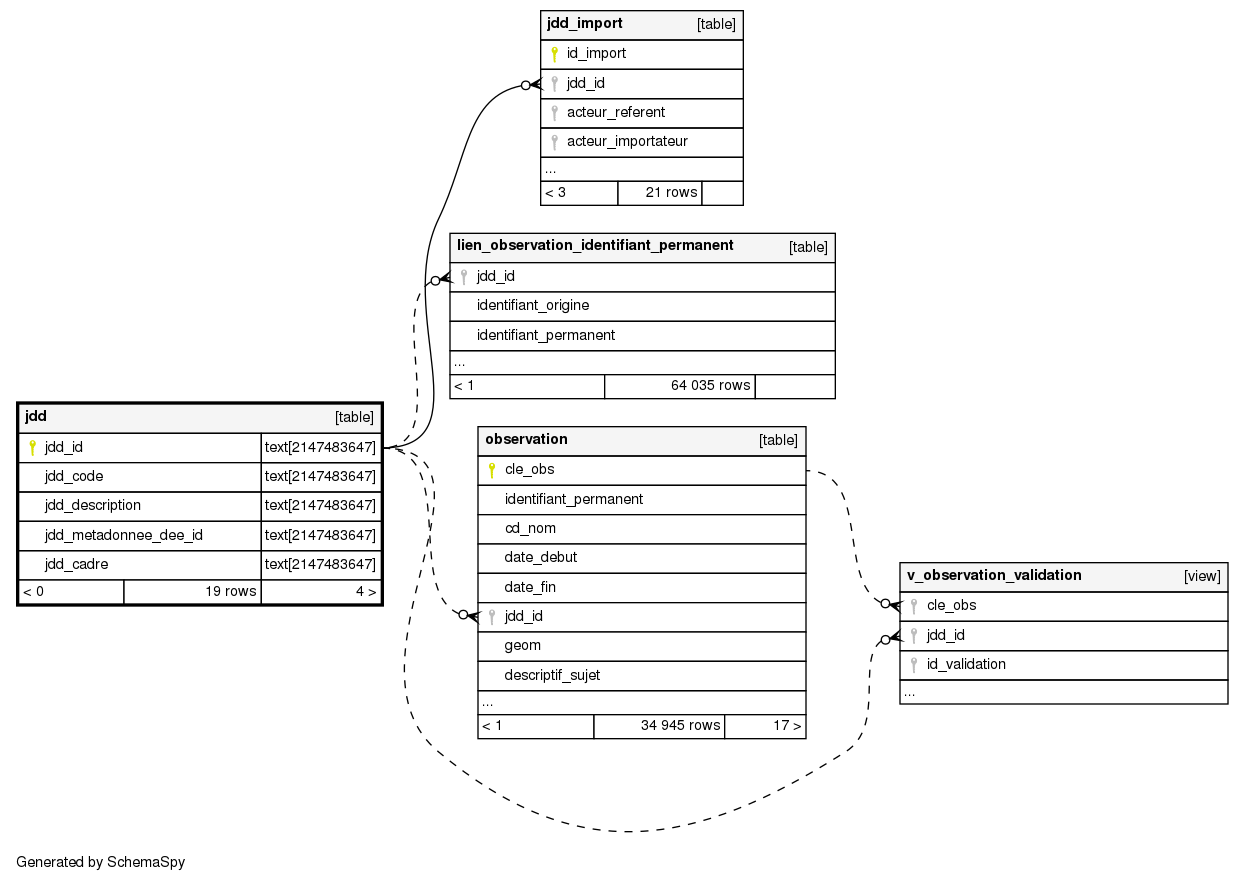 jdd_import [table]
id_import
jdd_id
acteur_referent
acteur_importateur
...
< 3 21 rows
lien_observation_identifiant_permanent [table]
jdd_id
identifiant_origine
identifiant_permanent
...
< 1 64 035 rows
jdd [table]
jdd_id text[2147483647]
jdd_code text[2147483647]
jdd_description text[2147483647]
jdd_metadonnee_dee_id text[2147483647]
jdd_cadre text[2147483647]
< 0 19 rows 4 >
observation [table]
cle_obs
identifiant_permanent
cd_nom
date_debut
date_fin
jdd_id
geom
descriptif_sujet
...
< 1 34 945 rows 17 >
v_observation_validation [view]
cle_obs
jdd_id
id_validation
...
Generated by SchemaSpy